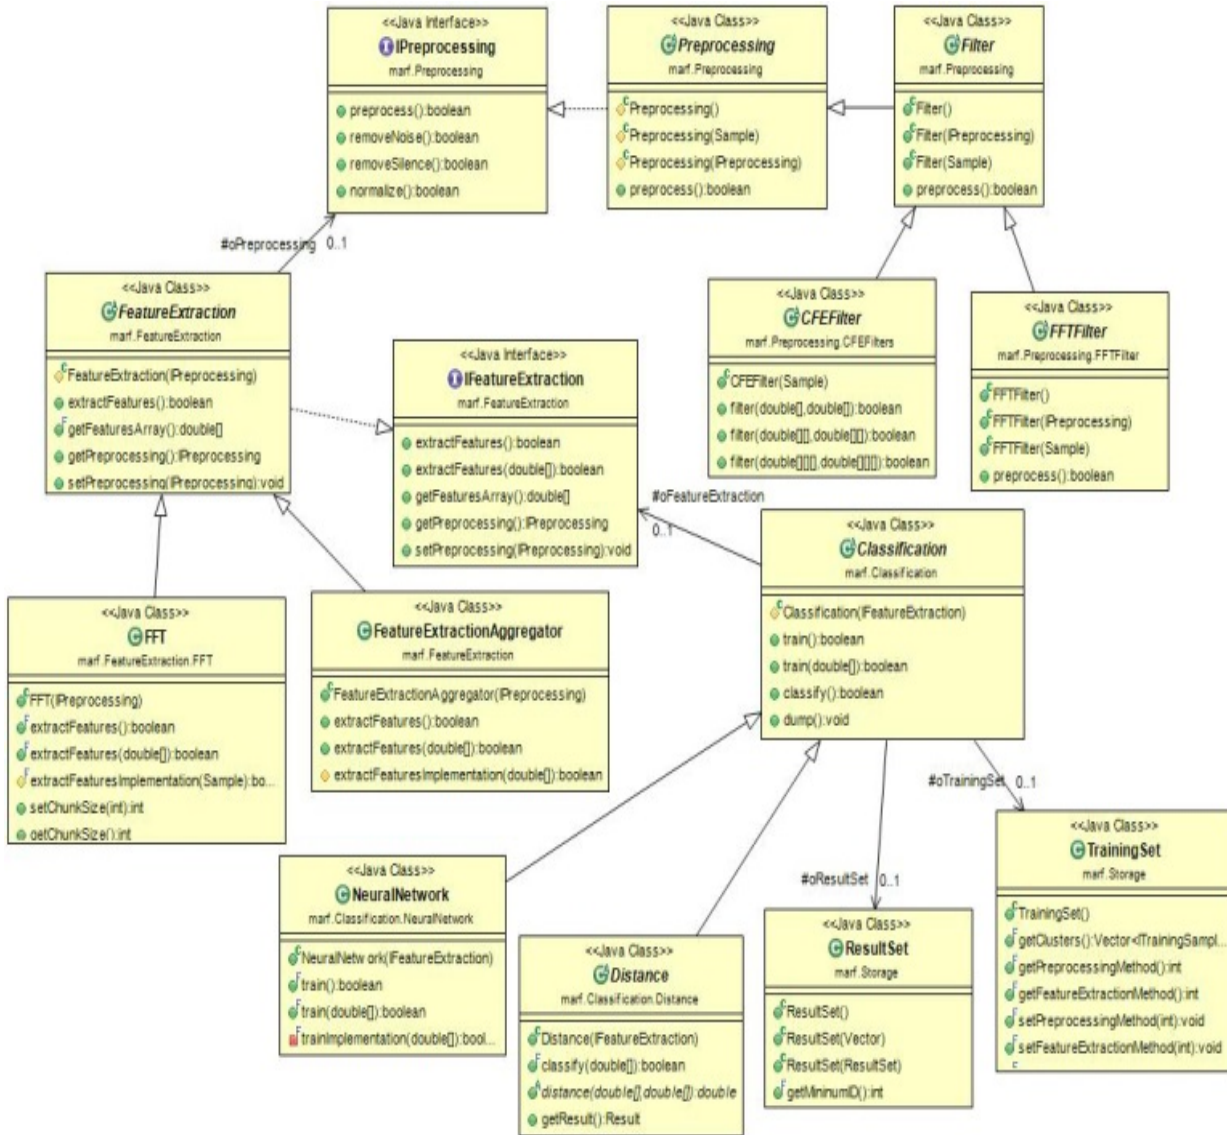 <<Java Interface>>
IPreprocessing
marf.Preprocessing
preprocess():boolean
removeNoise():boolean
removeSilence():boolean
normalize():boolean
<<Java Class>>
Preprocessing
marf.Preprocessing
Preprocessing()
Preprocessing(Sample)
Preprocessing(IPreprocessing)
preprocess():boolean
<<Java Class>>
Filter
marf.Preprocessing
Filter()
Filter(IPreprocessing)
Filter(Sample)
preprocess():boolean
#oPreprocessing 0..1
<<Java Class>>
FeatureExtraction
marf.FeatureExtraction
FeatureExtraction(IPreprocessing)
extractFeatures():boolean
getFeaturesArray():double[]
getPreprocessing():IPreprocessing
setPreprocessing(IPreprocessing):void
<<Java Interface>>
IFeatureExtraction
marf.FeatureExtraction
extractFeatures():boolean
extractFeatures(double[]):boolean
getFeaturesArray():double[]
getPreprocessing():IPreprocessing
setPreprocessing(IPreprocessing):void
<<Java Class>>
CFEFilter
marf.Preprocessing.CFEFilters
CFEFilter(Sample)
filter(double[],double[]):boolean
filter(double[][],double[][]):boolean
filter(double[][][],double[][][]):boolean
<<Java Class>>
FFTFilter
marf.Preprocessing.FFTFilter
FFTFilter()
FFTFilter(IPreprocessing)
FFTFilter(Sample)
preprocess():boolean
#oFeatureExtraction
0..1
<<Java Class>>
Classification
marf.Classification
Classification(IFeatureExtraction)
train():boolean
train(double[]):boolean
classify():boolean
dump():void
<<Java Class>>
FFT
marf.FeatureExtraction.FFT
FFT(IPreprocessing)
extractFeatures():boolean
extractFeatures(double[]):boolean
extractFeaturesImplementation(Sample):bo...
setChunkSize(int):int
getChunkSize():int
<<Java Class>>
FeatureExtractionAggregator
marf.FeatureExtraction
FeatureExtractionAggregator(IPreprocessing)
extractFeatures():boolean
extractFeatures(double[]):boolean
extractFeaturesImplementation(double[]):boolean
#oTrainingSet 0..1
#oResultSet 0..1
<<Java Class>>
NeuralNetwork
marf.Classification.NeuralNetwork
NeuralNetwork(IFeatureExtraction)
train():boolean
train(double[]):boolean
trainImplementation(double[]):bool...
<<Java Class>>
Distance
marf.Classification.Distance
Distance(IFeatureExtraction)
classify(double[]):boolean
distance(double[],double[]):double
getResult():Result
<<Java Class>>
ResultSet
marf.Storage
ResultSet()
ResultSet(Vector)
ResultSet(ResultSet)
getMininumID():int
<<Java Class>>
TrainingSet
marf.Storage
TrainingSet()
getClusters():Vector<ITrainingSampl...
getPreprocessingMethod():int
getFeatureExtractionMethod():int
setPreprocessingMethod(int):void
setFeatureExtractionMethod(int):void